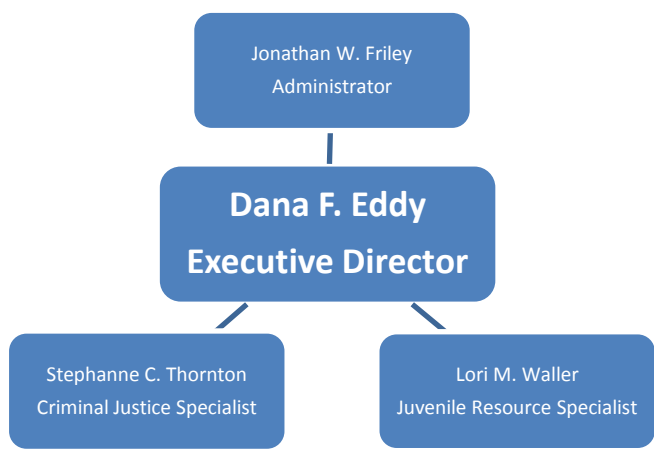 Jonathan W. Friley
Administrator
Dana F. Eddy
Executive Director
Stephanne C. Thornton
Criminal Justice Specialist
Lori M. Waller
Juvenile Resource Specialist